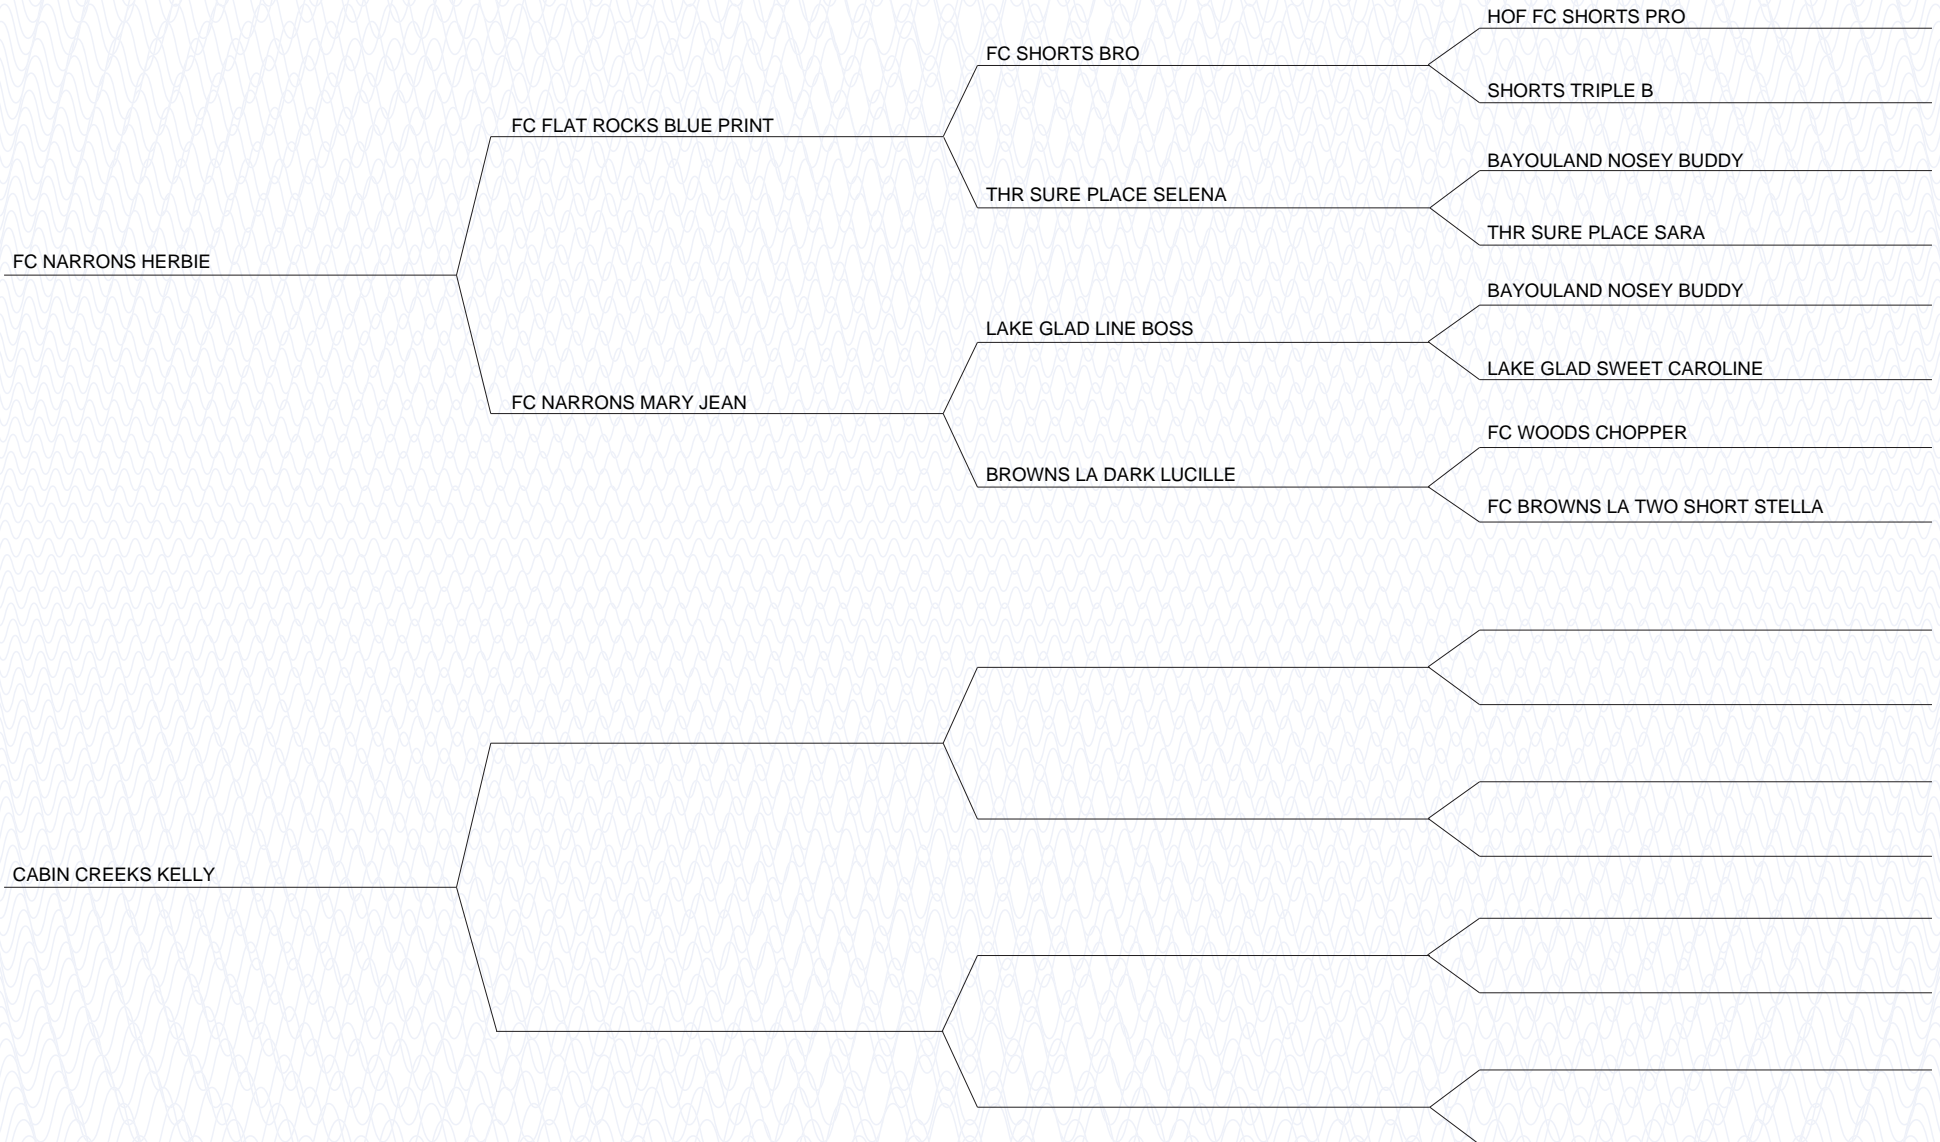 HOF FC SHORTS PRO
FC SHORTS BRO
SHORTS TRIPLE B
FC FLAT ROCKS BLUE PRINT
BAYOULAND NOSEY BUDDY
THR SURE PLACE SELENA
THR SURE PLACE SARA
FC NARRONS HERBIE
BAYOULAND NOSEY BUDDY
LAKE GLAD LINE BOSS
LAKE GLAD SWEET CAROLINE
FC NARRONS MARY JEAN
FC WOODS CHOPPER
BROWNS LA DARK LUCILLE
FC BROWNS LA TWO SHORT STELLA
CABIN CREEKS KELLY